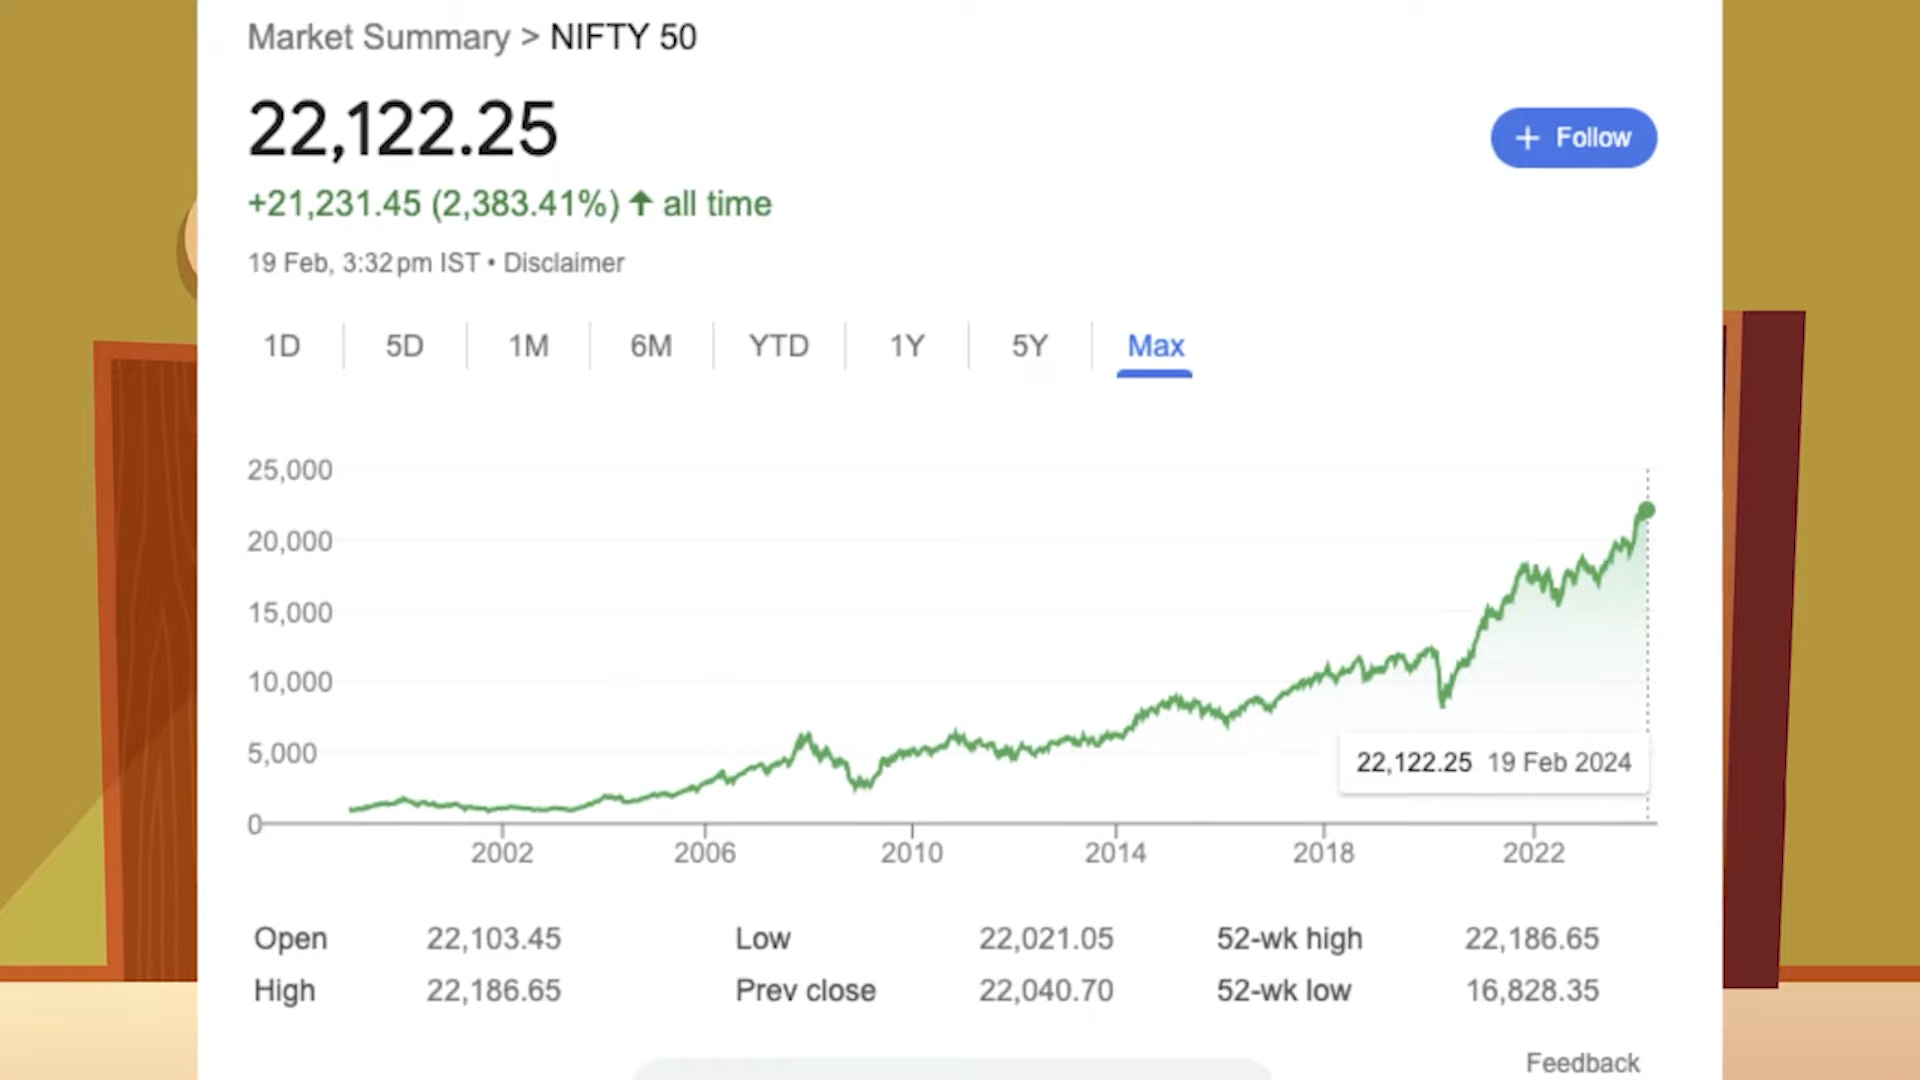 Market Summary > NIFTY 50
22,122.25
+ Follow
+21,231.45 (2,383.41%) ↑ all time
19 Feb, 3:32 pm IST • Disclaimer
1D 5D 1M 6M YTD 1Y 5Y Max
25,000
20,000
15,000
10,000
5,000
0
22,122.25 19 Feb 2024
2002 2006 2010 2014 2018 2022
Open 22,103.45 Low 22,021.05 52-wk high 22,186.65
High 22,186.65 Prev close 22,040.70 52-wk low 16,828.35
Feedback